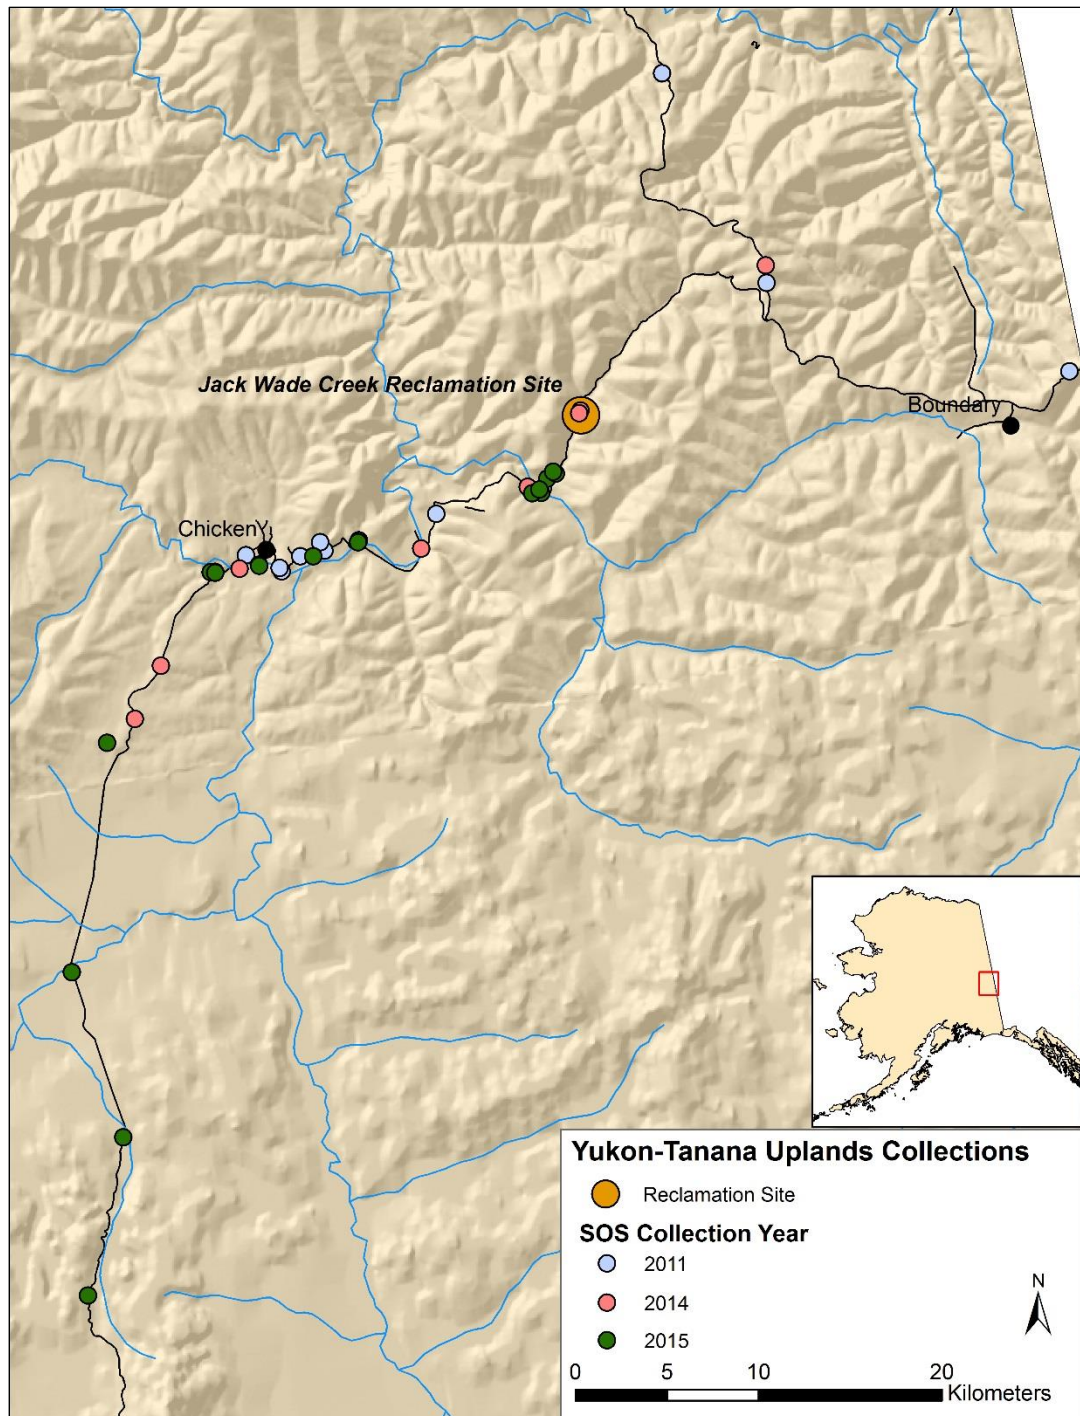 Jack Wade Creek Reclamation Site
Boundary
Chicken
Yukon-Tanana Uplands Collections
Reclamation Site
SOS Collection Year
2011
2014
2015
N
0 5 10 20
Kilometers